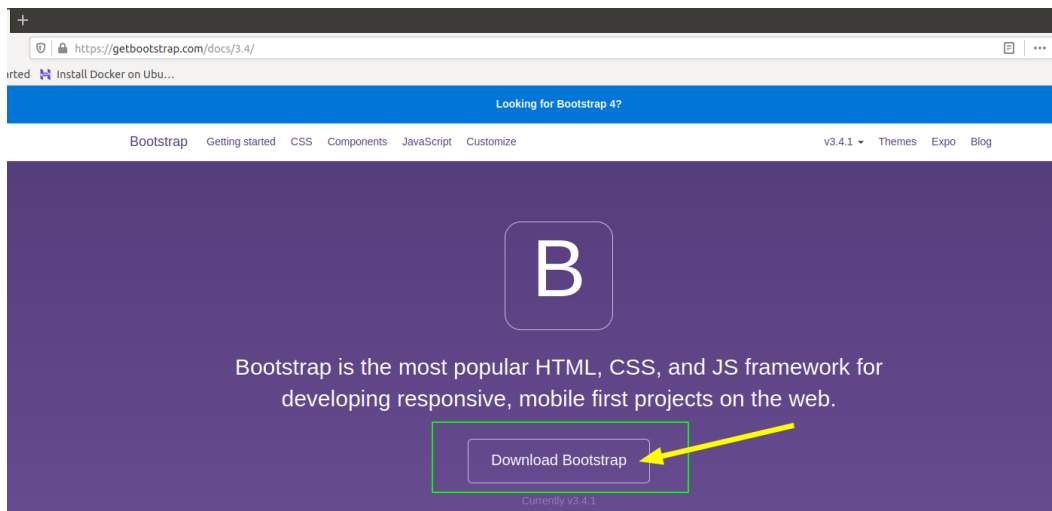 +
https://getbootstrap.com/docs/3.4/
arted Install Docker on Ubu...
Looking for Bootstrap 4?
Bootstrap Getting started CSS Components JavaScript Customize v3.4.1 Themes Expo Blog
B
Bootstrap is the most popular HTML, CSS, and JS framework for
developing responsive, mobile first projects on the web.
Download Bootstrap
Currently v3.4.1